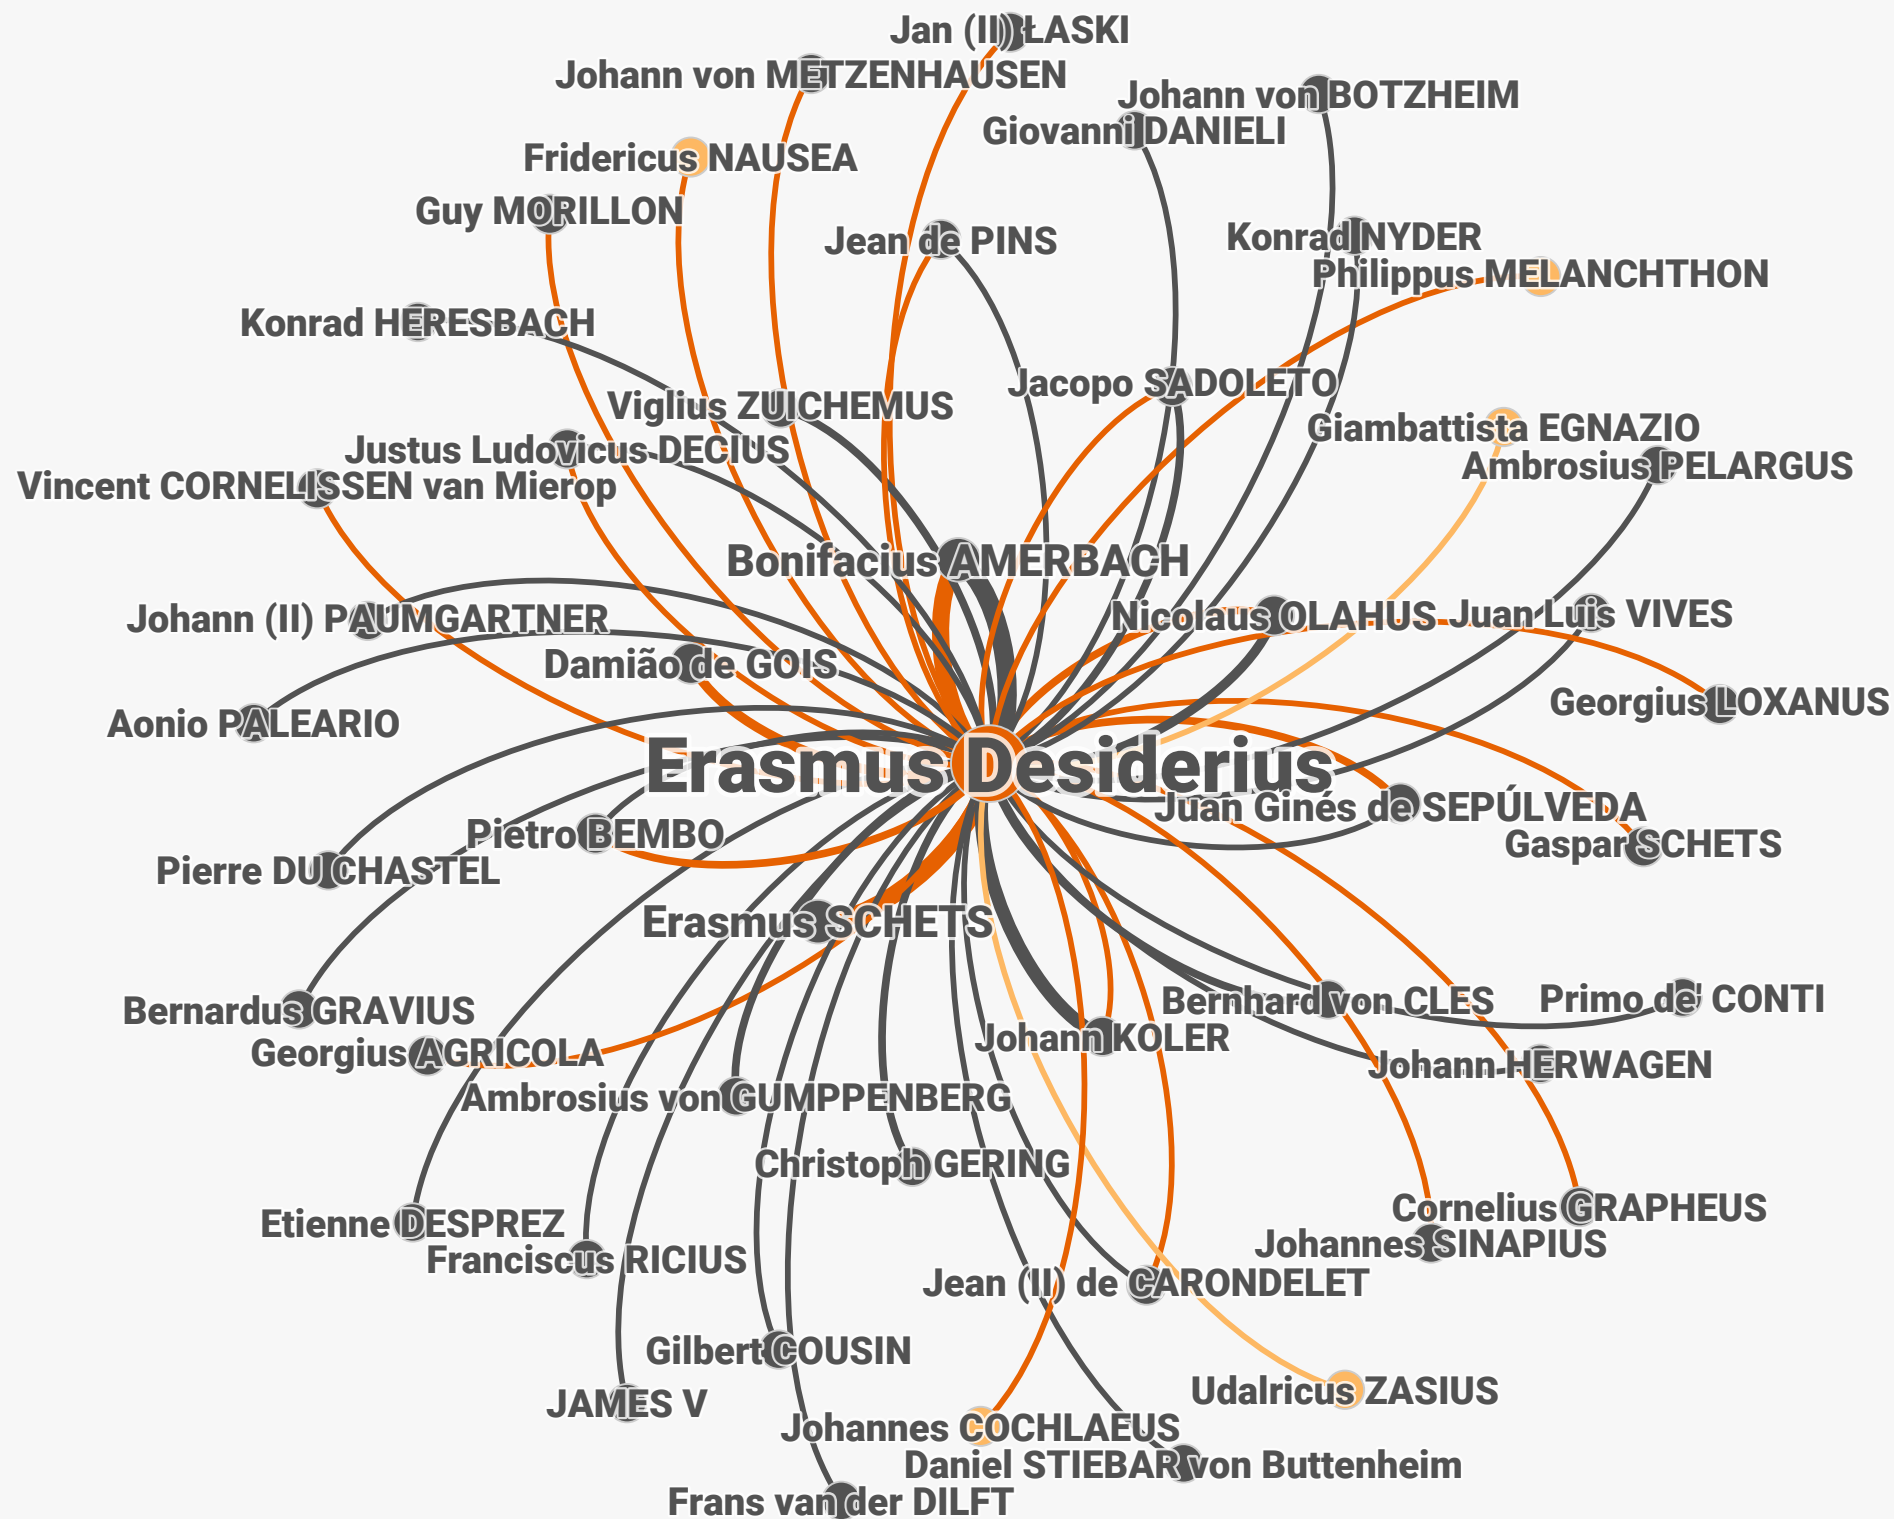 Jan (II) ŁASKI
Johann von METZENHAUSEN
Johann von BOTZHEIM
Giovanni DANIELI
Fridericus NAUSEA
Guy MORILLON
Jean de PINS
Konrad NYDER
Philippus MELANCHTHON
Konrad HERESBACH
Jacopo SADOLETO
Viglius ZUICHEMUS
Giambattista EGNAZIO
Justus Ludovicus DECIUS
Ambrosius PELARGUS
Vincent CORNELISSEN van Mierop
Bonifacius AMERBACH
Nicolaus OLAHUS
Juan Luis VIVES
Johann (II) PAUMGARTNER
Damião de GOIS
Georgius LOXANUS
Aonio PALEARIO
Erasmus Desiderius
Juan Ginés de SEPÚLVEDA
Pietro BEMBO
Gaspar SCHETS
Pierre DU CHASTEL
Erasmus SCHETS
Bernhard von CLES
Primo de' CONTI
Bernardus GRAVIUS
Johann KOLER
Georgius AGRICOLA
Johann HERWAGEN
Ambrosius von GUMPPENBERG
Christoph GERING
Cornelius GRAPHEUS
Etienne DESPREZ
Johannes SINAPIUS
Franciscus RICIUS
Jean (II) de CARONDELET
Gilbert COUSIN
Udalricus ZASIUS
JAMES V
Johannes COCHLAEUS
Daniel STIEBAR von Buttenheim
Frans van der DILFT